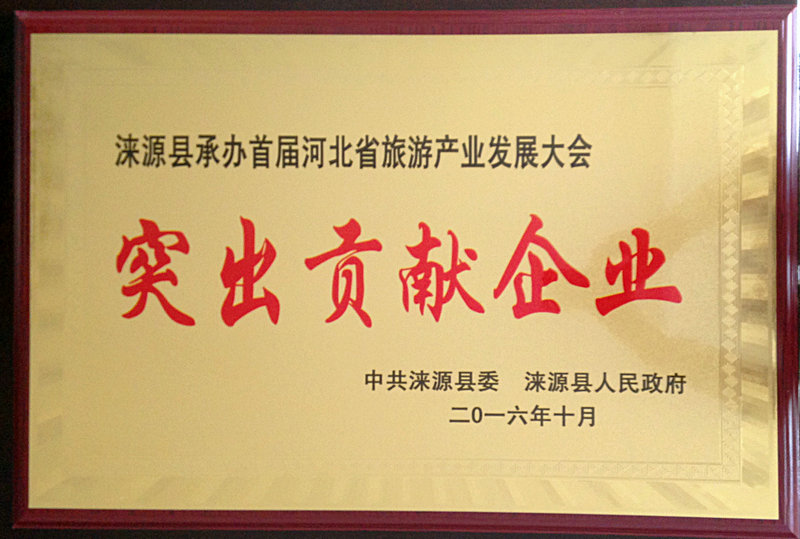 涞源县承办首届河北省旅游产业发展大会
突出贡献企业
中共涞源县委 涞源县人民政府
二0一六年十月